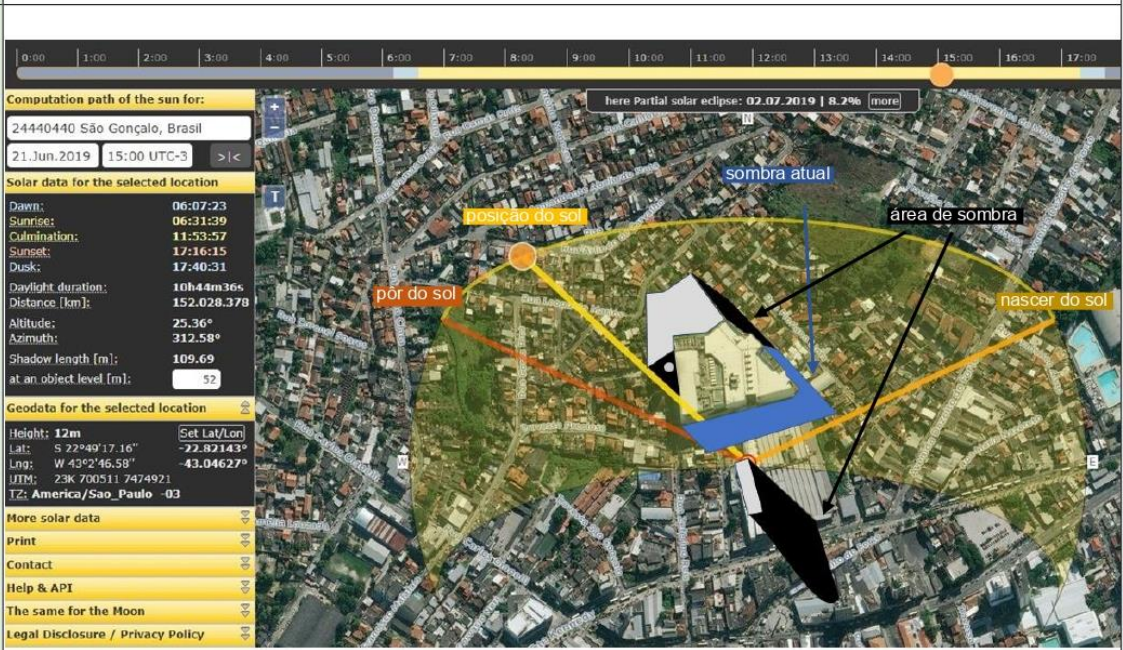 0:00 1:00 2:00 3:00 4:00 5:00 6:00 7:00 8:00 9:00 10:00 11:00 12:00 13:00 14:00 15:00 16:00 17:00
Computation path of the sun for:
24440440 São Gonçalo, Brasil
21.Jun.2019 15:00 UTC-3 >|<
Solar data for the selected location
Dawn: 06:07:23
Sunrise: 06:31:39
Culmination: 11:53:57
Sunset: 17:16:15
Dusk: 17:40:31
Daylight duration: 10h44m36s
Distance [km]: 152.028.378
Altitude: 25.36°
Azimuth: 312.58°
Shadow length [m]: 109.69
at an object level [m]: 52
Geodata for the selected location
Height: 12m Set Lat/Lon
Lat: S 22°49'17.16" -22.82143°
Lng: W 43°2'46.58" -43.04627°
UTM: 23K 700511 7474921
TZ: America/Sao_Paulo -03
More solar data
Print
Contact
Help & API
The same for the Moon
Legal Disclosure / Privacy Policy
+
−
T
here Partial solar eclipse: 02.07.2019 | 8.2% more
N
sombra atual
posição do sol
área de sombra
pôr do sol
nascer do sol
W
E